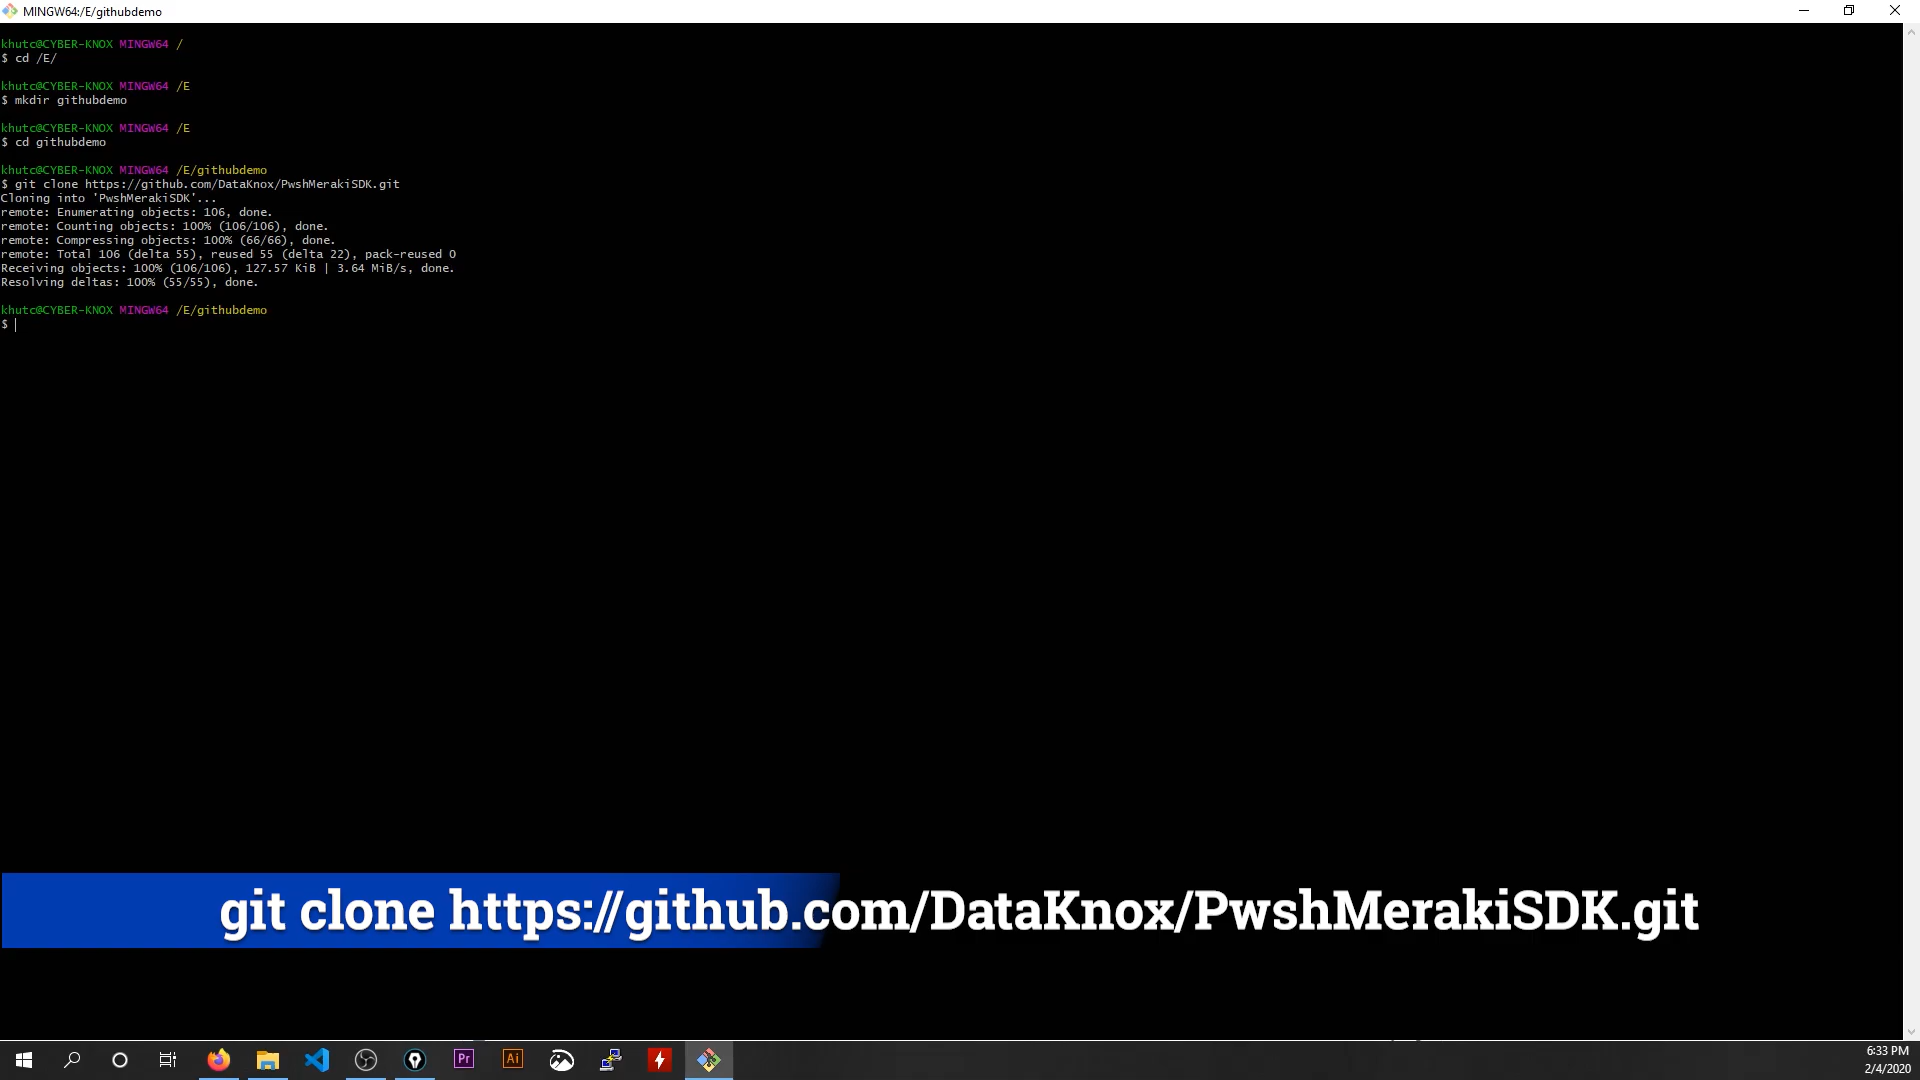 MINGW64:/E/githubdemo
khutc@CYBER-KNOX MINGW64 /
$ cd /E/
khutc@CYBER-KNOX MINGW64 /E
$ mkdir githubdemo
khutc@CYBER-KNOX MINGW64 /E
$ cd githubdemo
khutc@CYBER-KNOX MINGW64 /E/githubdemo
$ git clone https://github.com/DataKnox/PwshMerakiSDK.git
Cloning into 'PwshMerakiSDK'...
remote: Enumerating objects: 106, done.
remote: Counting objects: 100% (106/106), done.
remote: Compressing objects: 100% (66/66), done.
remote: Total 106 (delta 55), reused 55 (delta 22), pack-reused 0
Receiving objects: 100% (106/106), 127.57 KiB | 3.64 MiB/s, done.
Resolving deltas: 100% (55/55), done.
khutc@CYBER-KNOX MINGW64 /E/githubdemo
$
git clone https://github.com/DataKnox/PwshMerakiSDK.git
Pr
Ai
6:33 PM
2/4/2020